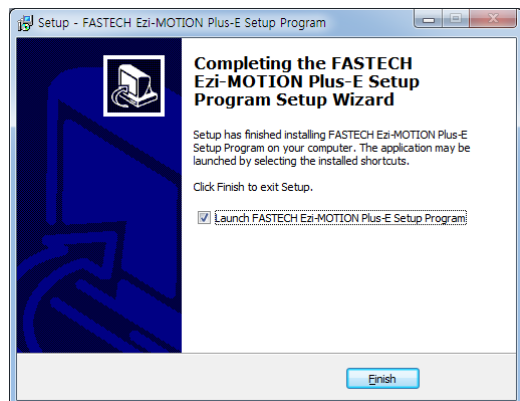 Setup - FASTECH Ezi-MOTION Plus-E Setup Program
Completing the FASTECH
Ezi-MOTION Plus-E Setup
Program Setup Wizard
Setup has finished installing FASTECH Ezi-MOTION Plus-E
Setup Program on your computer. The application may be
launched by selecting the installed shortcuts.
Click Finish to exit Setup.
Launch FASTECH Ezi-MOTION Plus-E Setup Program
Finish